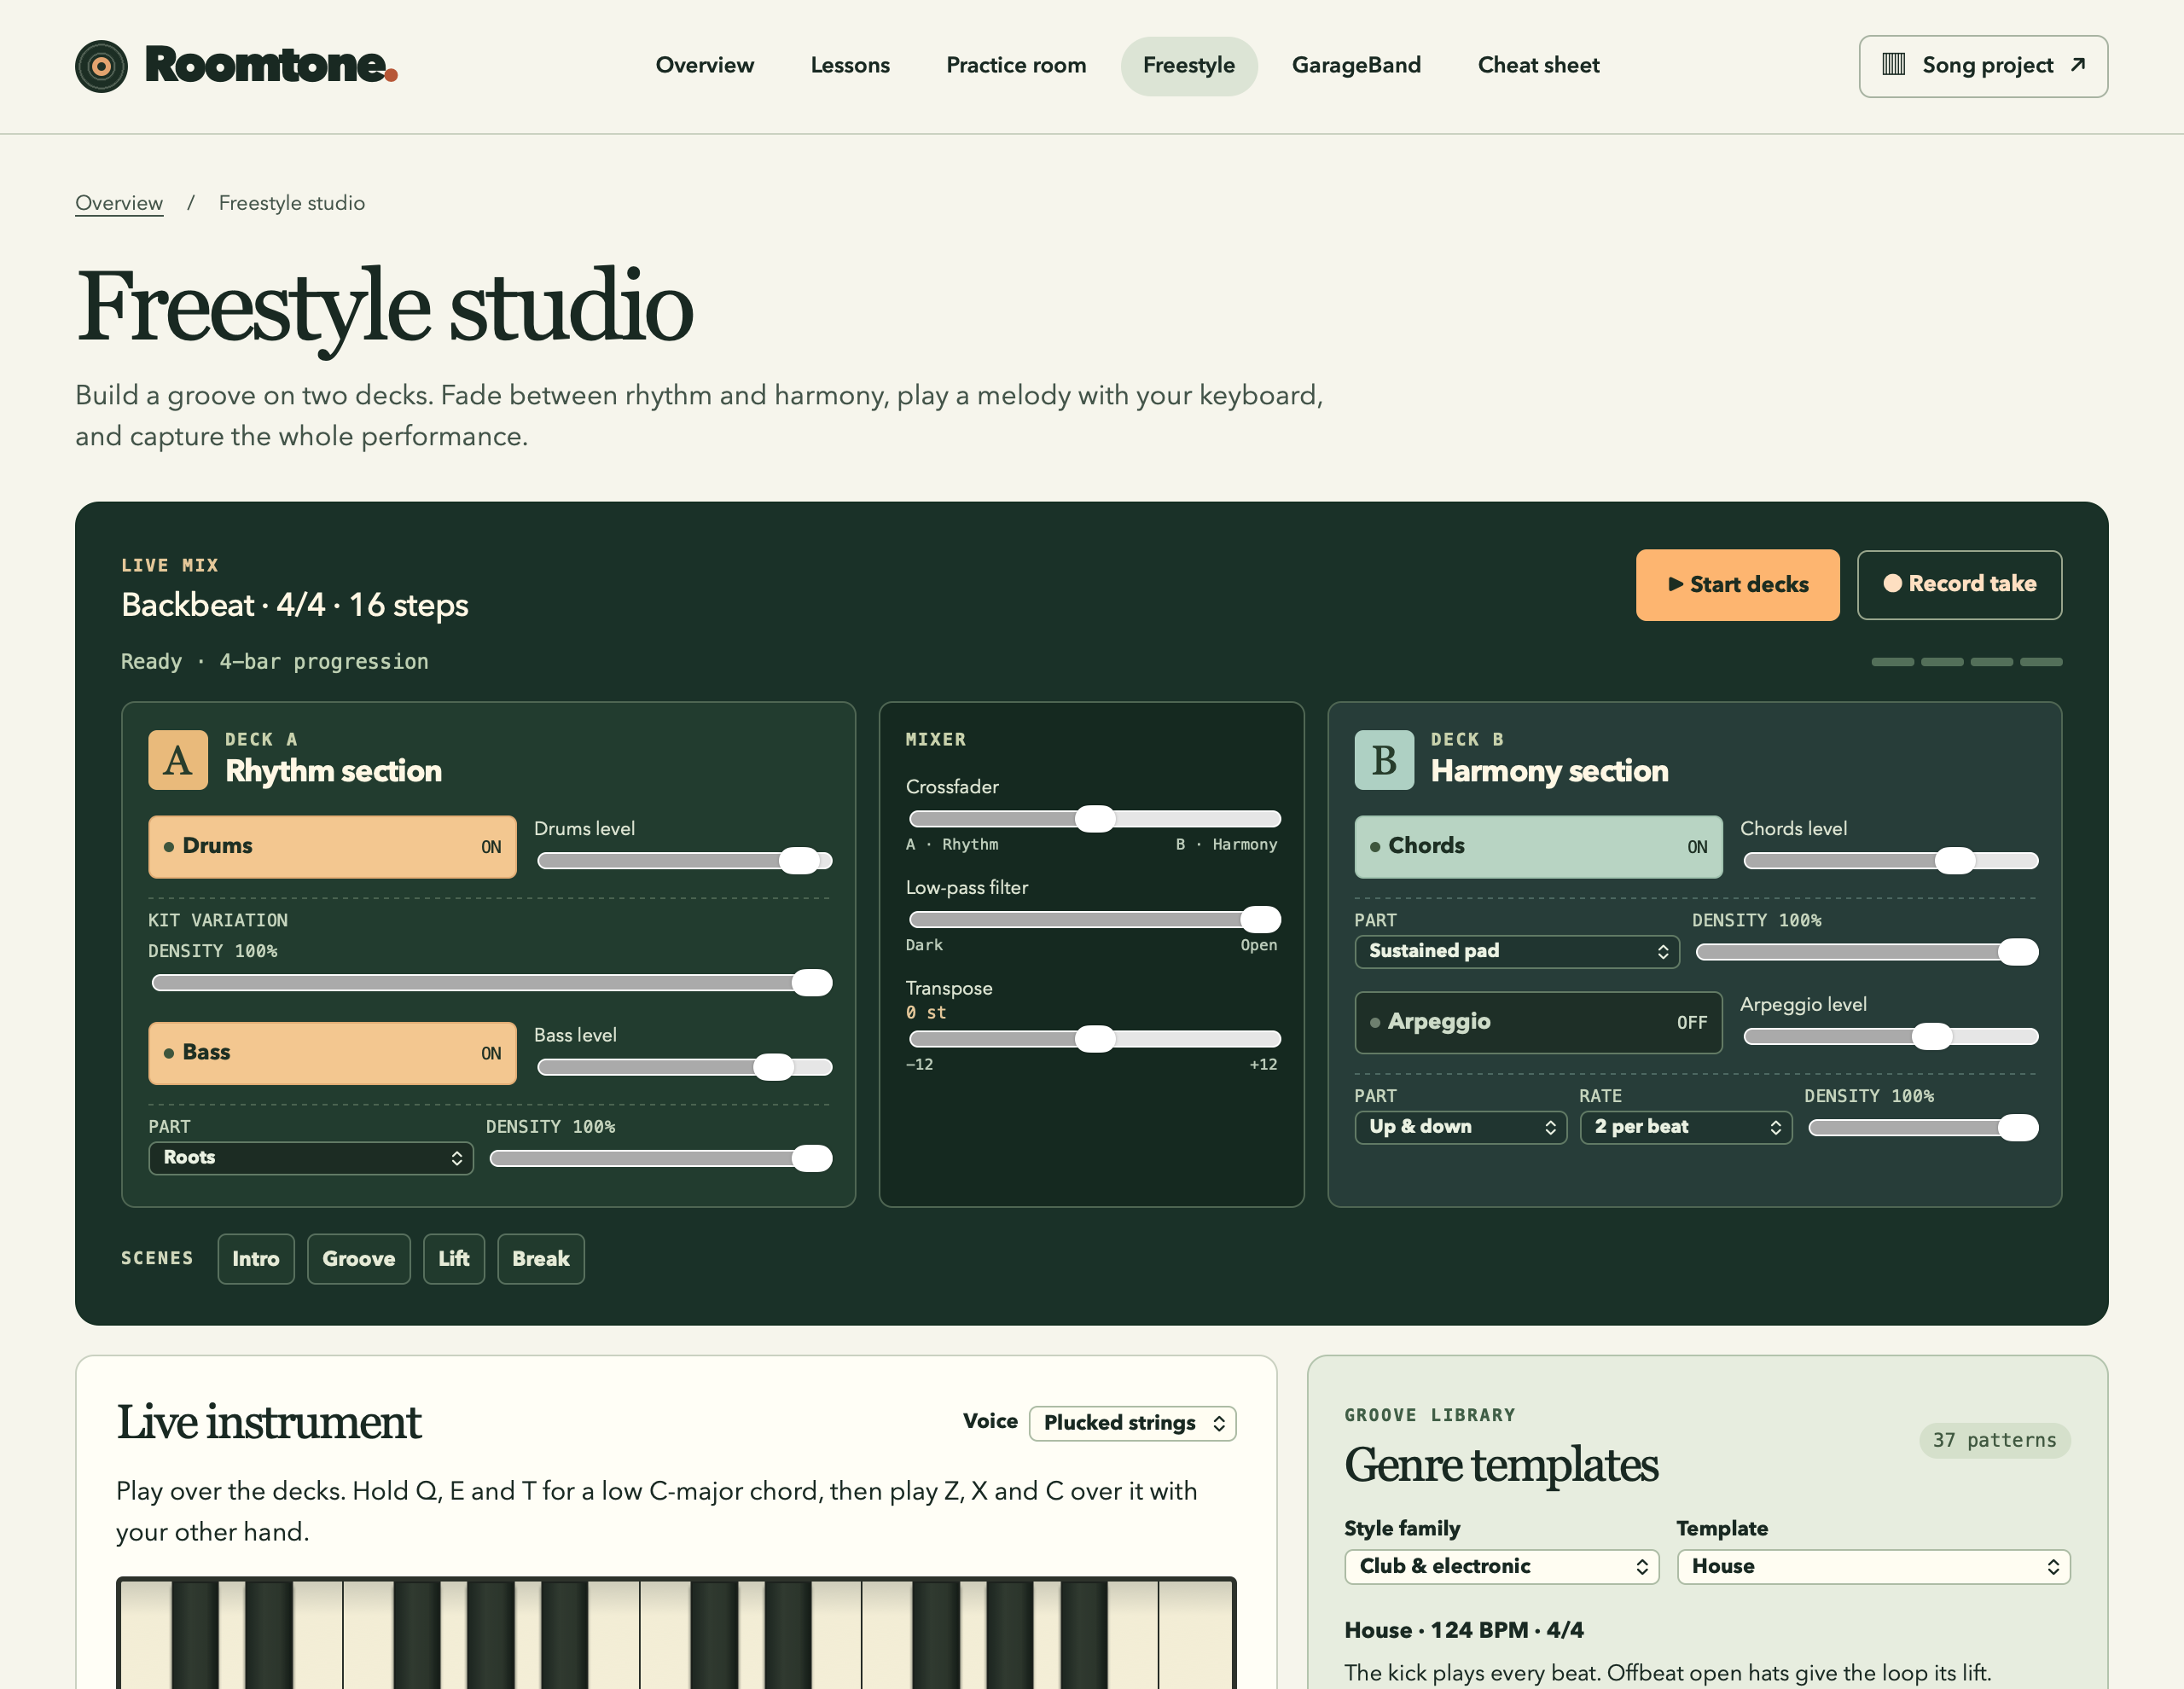 Roomtone.
Overview
Lessons
Practice room
Freestyle
GarageBand
Cheat sheet
Song project
Overview / Freestyle studio
Freestyle studio
Build a groove on two decks. Fade between rhythm and harmony, play a melody with your keyboard,
and capture the whole performance.
LIVE MIX
Backbeat · 4/4 · 16 steps
Start decks
Record take
Ready · 4-bar progression
A
DECK A
Rhythm section
Drums ON
Drums level
KIT VARIATION
DENSITY 100%
Bass ON
Bass level
PART
DENSITY 100%
Roots
MIXER
Crossfader
A · Rhythm
B · Harmony
Low-pass filter
Dark
Open
Transpose
0 st
−12
+12
B
DECK B
Harmony section
Chords ON
Chords level
PART
DENSITY 100%
Sustained pad
Arpeggio OFF
Arpeggio level
PART
RATE
DENSITY 100%
Up & down
2 per beat
SCENES
Intro
Groove
Lift
Break
Live instrument
Voice
Plucked strings
Play over the decks. Hold Q, E and T for a low C-major chord, then play Z, X and C over it with
your other hand.
GROOVE LIBRARY
Genre templates
37 patterns
Style family
Template
Club & electronic
House
House · 124 BPM · 4/4
The kick plays every beat. Offbeat open hats give the loop its lift.